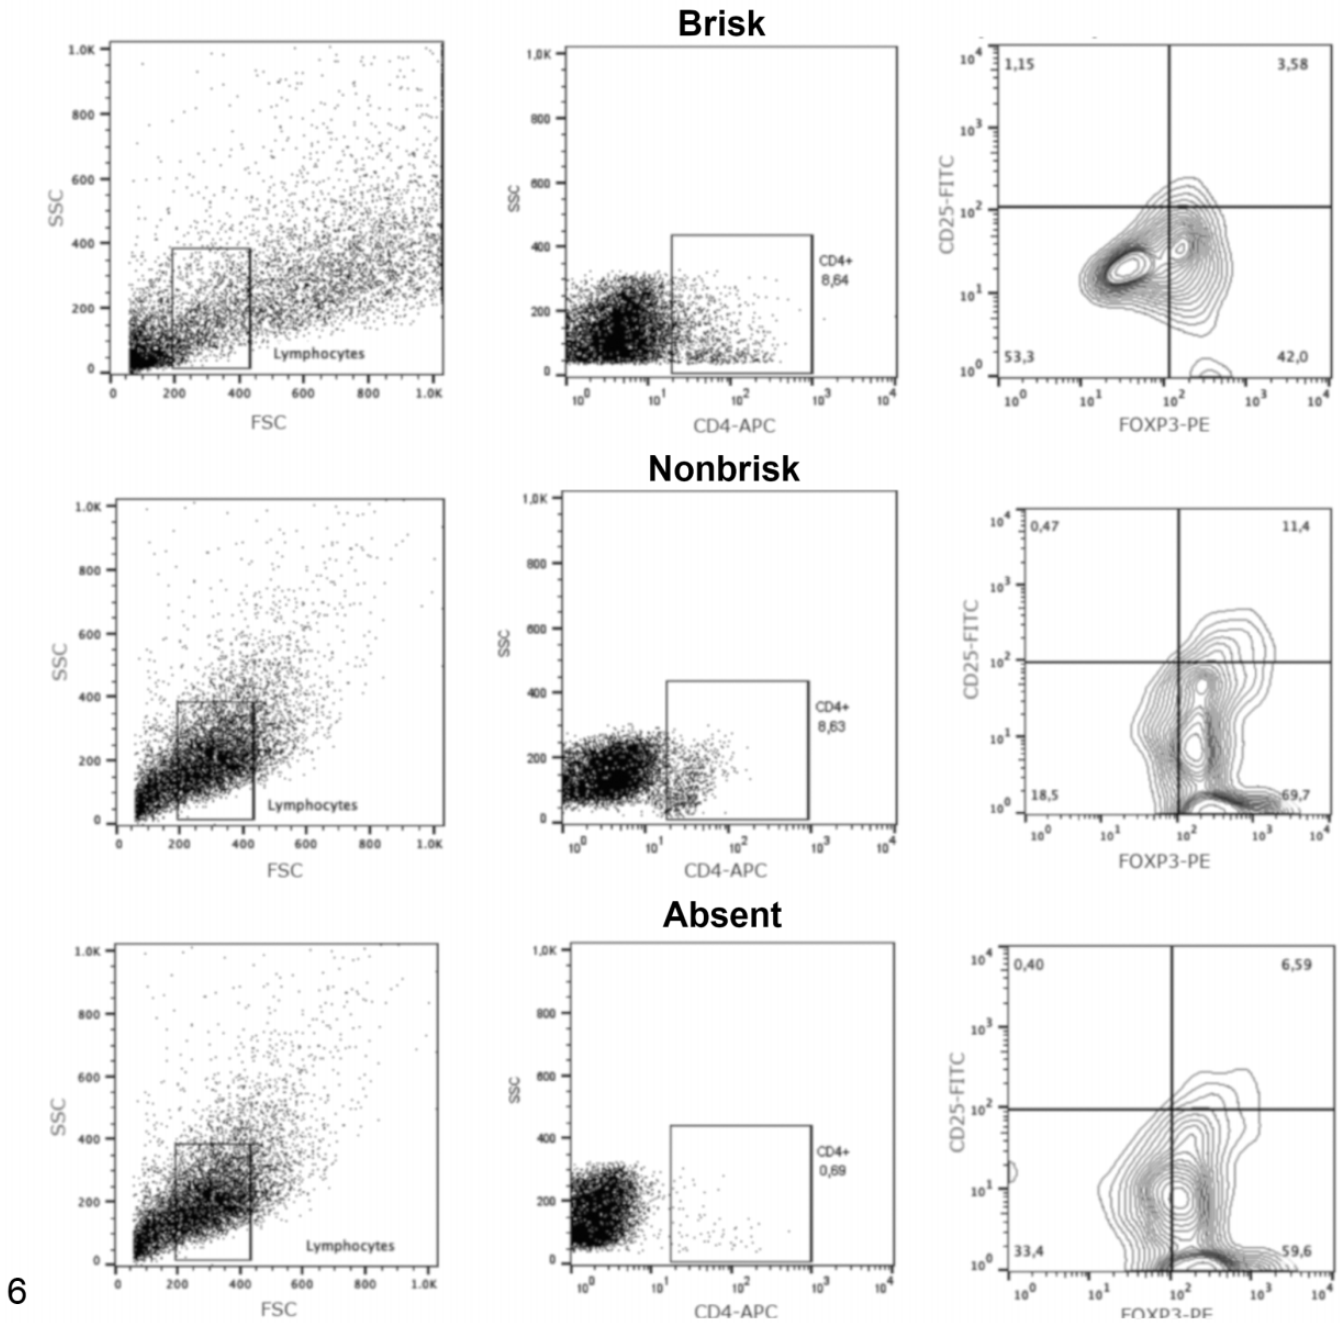 Brisk
1.0K
800
600
400
200
0
SSC
Lymphocytes
0 200 400 600 800 1.0K
FSC
1,0K
800
600
400
200
0
SSC
CD4+
8,64
10^0 10^1 10^2 10^3 10^4
CD4-APC
10^4
10^3
10^2
10^1
10^0
CD25-FITC
1,15 3,58
53,3 42,0
10^0 10^1 10^2 10^3 10^4
FOXP3-PE
Nonbrisk
1.0K
800
600
400
200
0
SSC
Lymphocytes
0 200 400 600 800 1.0K
FSC
1,0K
800
600
400
200
0
SSC
CD4+
8,63
10^0 10^1 10^2 10^3 10^4
CD4-APC
10^4
10^3
10^2
10^1
10^0
CD25-FITC
0,47 11,4
18,5 69,7
10^0 10^1 10^2 10^3 10^4
FOXP3-PE
Absent
1.0K
800
600
400
200
0
SSC
Lymphocytes
0 200 400 600 800 1.0K
FSC
1,0K
800
600
400
200
0
SSC
CD4+
0,69
10^0 10^1 10^2 10^3 10^4
CD4-APC
10^4
10^3
10^2
10^1
10^0
CD25-FITC
0,40 6,59
33,4 59,6
10^0 10^1 10^2 10^3 10^4
FOXP3-PE
6